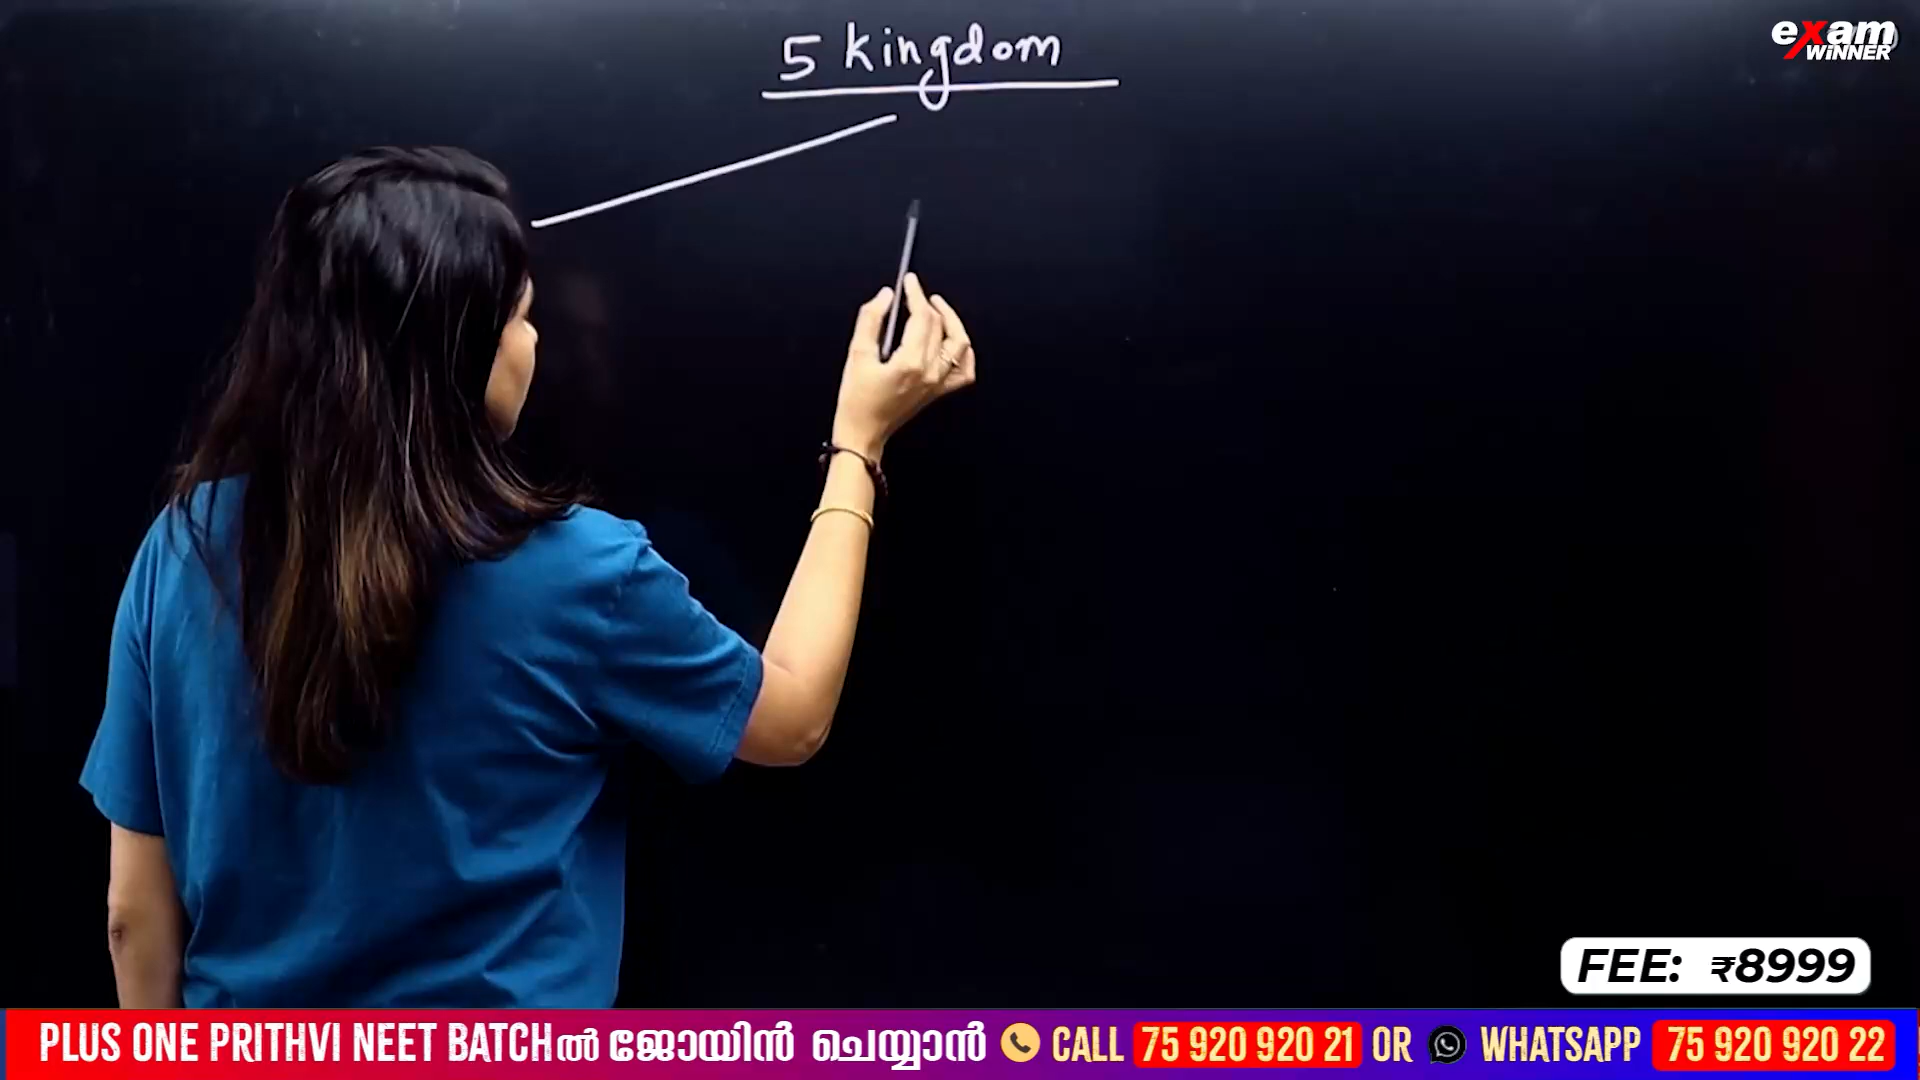 5 kingdom
exam
WINNER
FEE: ₹8999
PLUS ONE PRITHVI NEET BATCHൽ ജോയിൻ ചെയ്യാൻ CALL 75 920 920 21 OR WHATSAPP 75 920 920 22